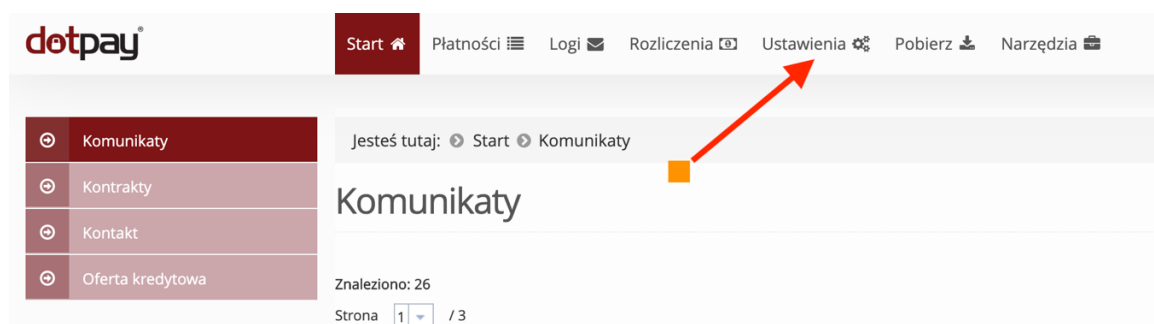 dotpay®
Start Płatności Logi Rozliczenia Ustawienia Pobierz Narzędzia
Komunikaty
Kontrakty
Kontakt
Oferta kredytowa
Jesteś tutaj: Start Komunikaty
Komunikaty
Znaleziono: 26
Strona 1 / 3